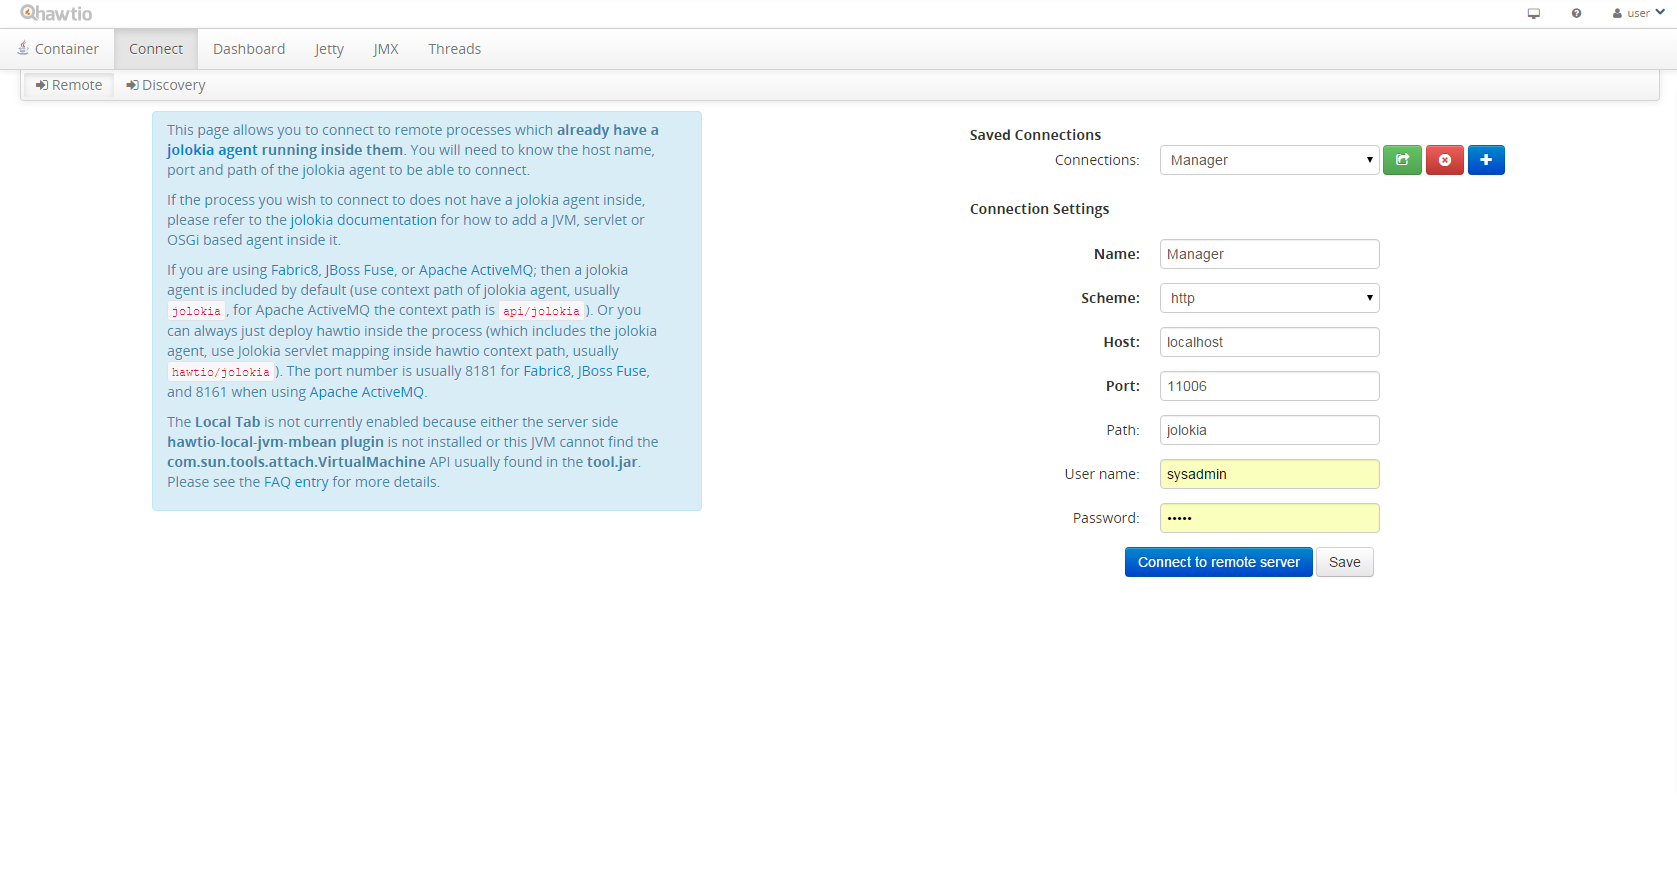 hawtio
user
Container Connect Dashboard Jetty JMX Threads
Remote Discovery
This page allows you to connect to remote processes which already have a
jolokia agent running inside them. You will need to know the host name,
port and path of the jolokia agent to be able to connect.
If the process you wish to connect to does not have a jolokia agent inside,
please refer to the jolokia documentation for how to add a JVM, servlet or
OSGi based agent inside it.
If you are using Fabric8, JBoss Fuse, or Apache ActiveMQ; then a jolokia
agent is included by default (use context path of jolokia agent, usually
jolokia , for Apache ActiveMQ the context path is api/jolokia ). Or you
can always just deploy hawtio inside the process (which includes the jolokia
agent, use Jolokia servlet mapping inside hawtio context path, usually
hawtio/jolokia ). The port number is usually 8181 for Fabric8, JBoss Fuse,
and 8161 when using Apache ActiveMQ.
The Local Tab is not currently enabled because either the server side
hawtio-local-jvm-mbean plugin is not installed or this JVM cannot find the
com.sun.tools.attach.VirtualMachine API usually found in the tool.jar.
Please see the FAQ entry for more details.
Saved Connections
Connections: Manager
Connection Settings
Name: Manager
Scheme: http
Host: localhost
Port: 11006
Path: jolokia
User name: sysadmin
Password: •••••
Connect to remote server Save